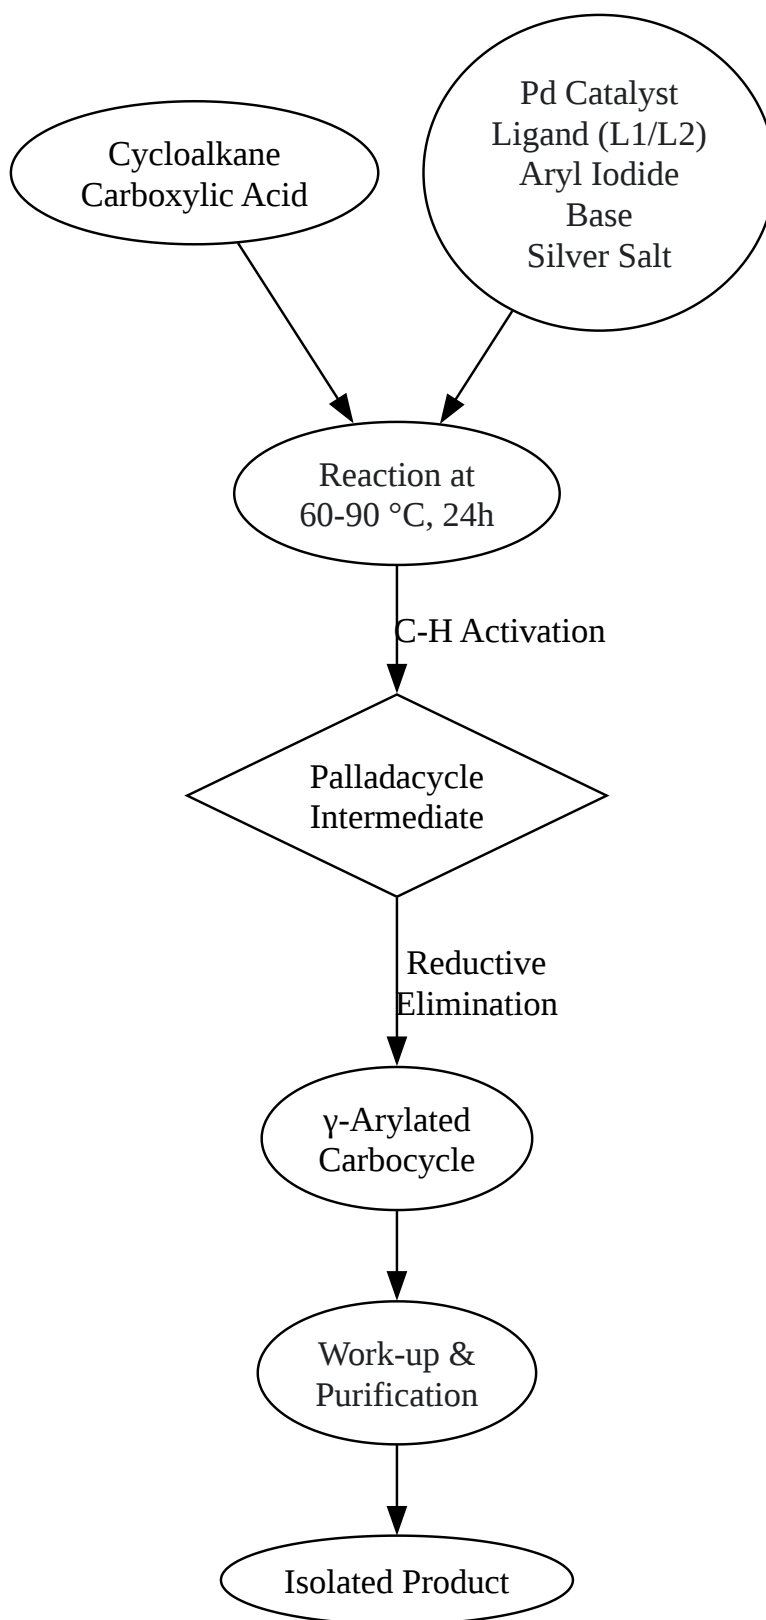 Cycloalkane
Carboxylic Acid
Pd Catalyst
Ligand (L1/L2)
Aryl Iodide
Base
Silver Salt
Reaction at
60-90 °C, 24h
C-H Activation
Palladacycle
Intermediate
Reductive
Elimination
γ-Arylated
Carbocycle
Work-up &
Purification
Isolated Product